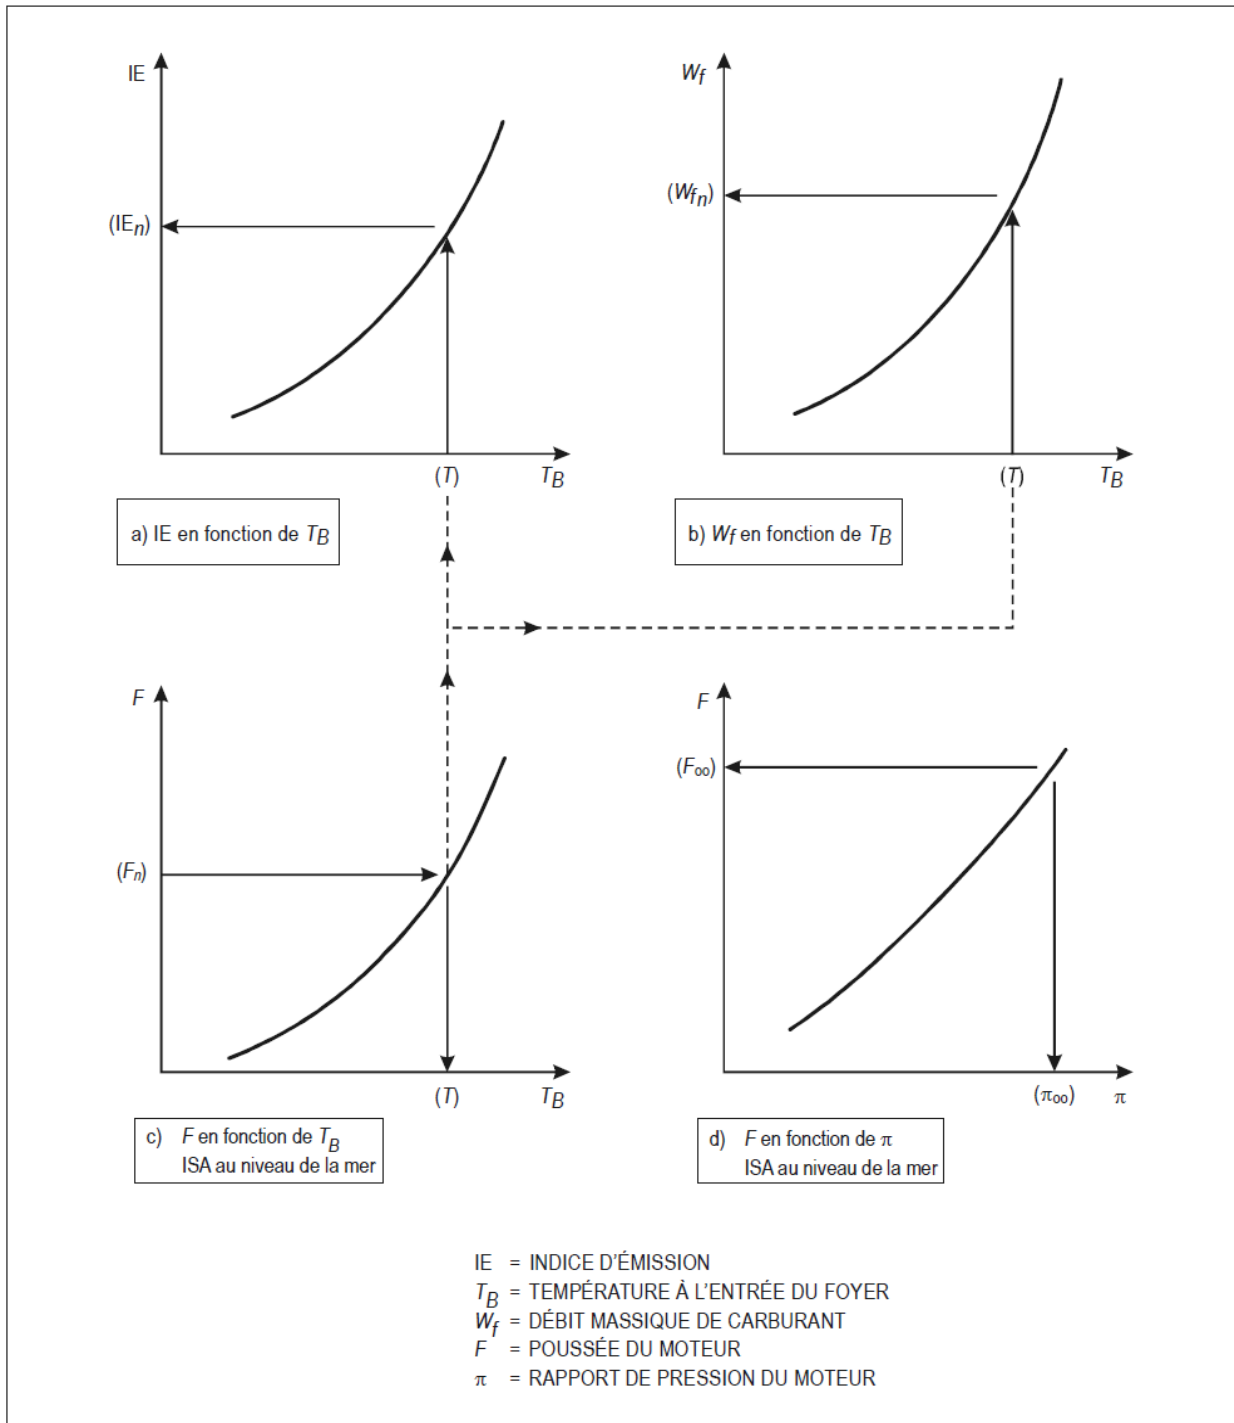 IE
(IEn)
(T)
TB
a) IE en fonction de TB
Wf
(Wfn)
(T)
TB
b) Wf en fonction de TB
F
(Fn)
(T)
TB
c) F en fonction de TB
ISA au niveau de la mer
F
(Foo)
(πoo)
π
d) F en fonction de π
ISA au niveau de la mer
IE = INDICE D'ÉMISSION
TB = TEMPÉRATURE À L'ENTRÉE DU FOYER
Wf = DÉBIT MASSIQUE DE CARBURANT
F = POUSSÉE DU MOTEUR
π = RAPPORT DE PRESSION DU MOTEUR